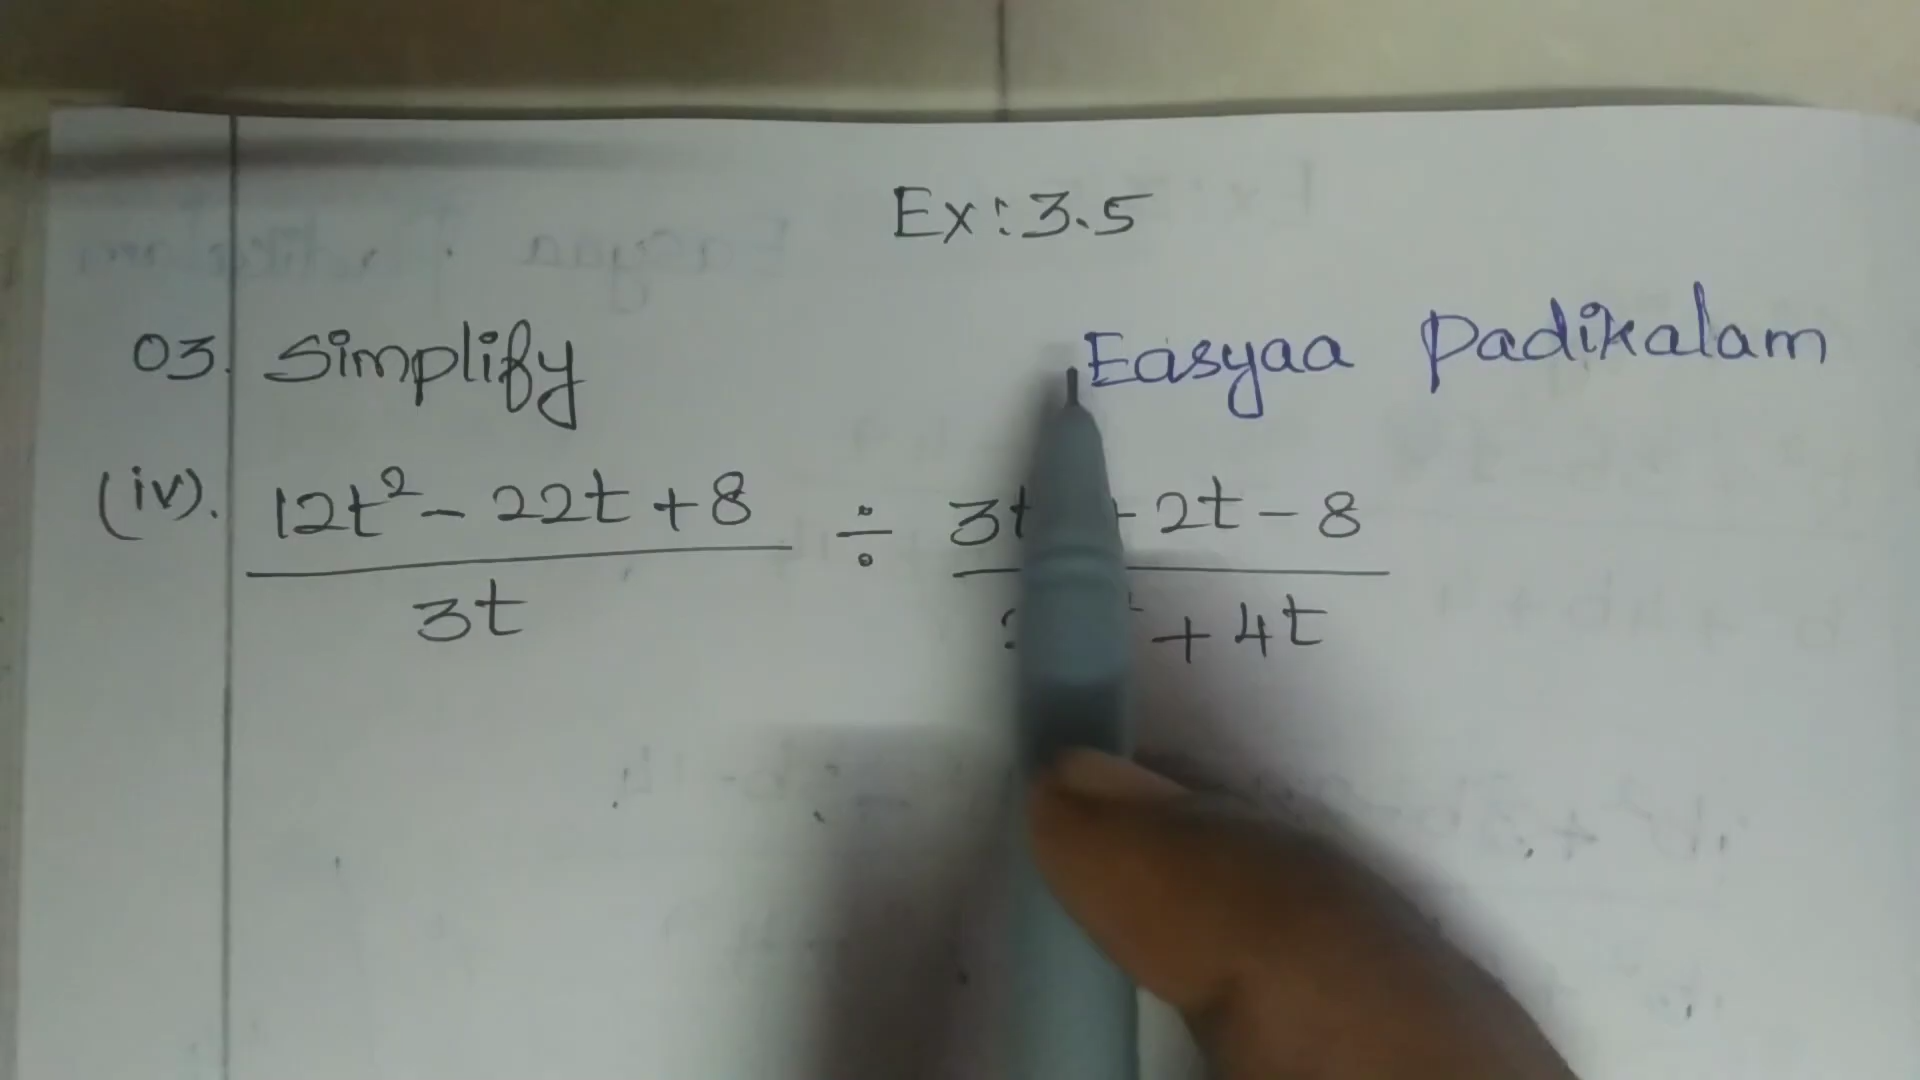 Ex: 3.5
03. Simplify
Easyaa Padikalam
(iv). 12t² - 22t + 8 ÷ 3t + 2t - 8
3t + 4t